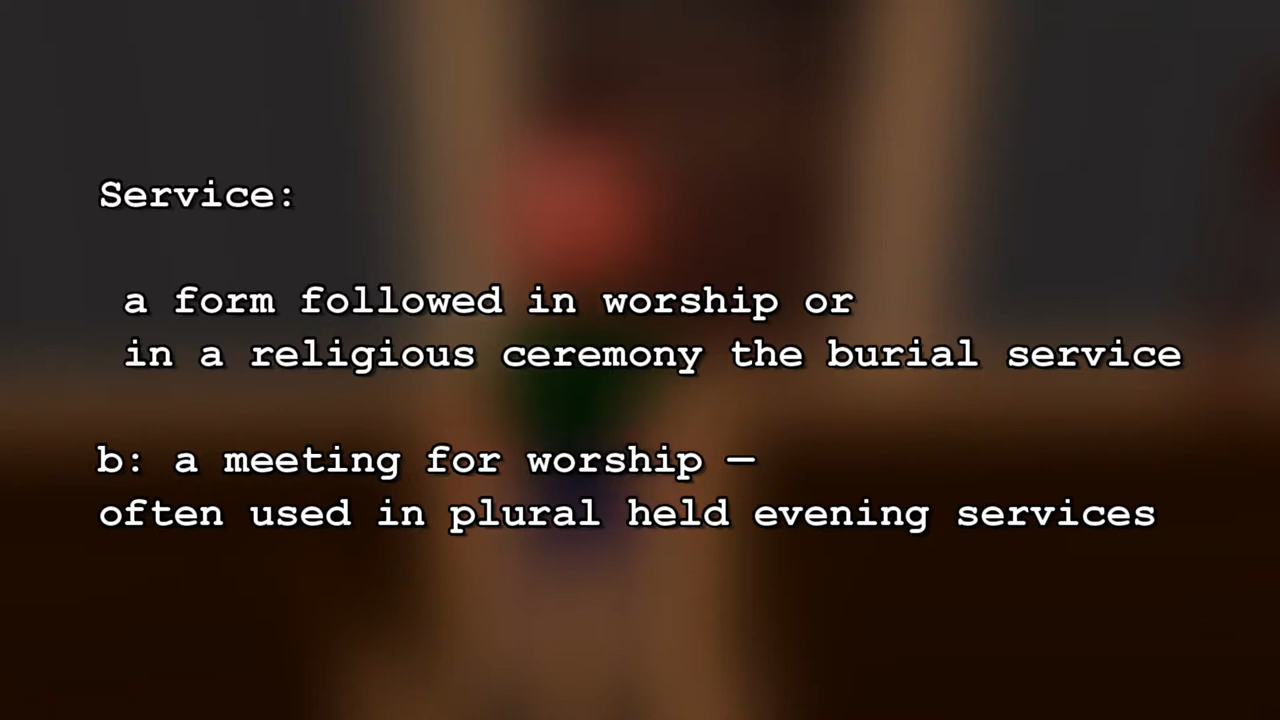 Service:
a form followed in worship or
in a religious ceremony the burial service
b: a meeting for worship —
often used in plural held evening services